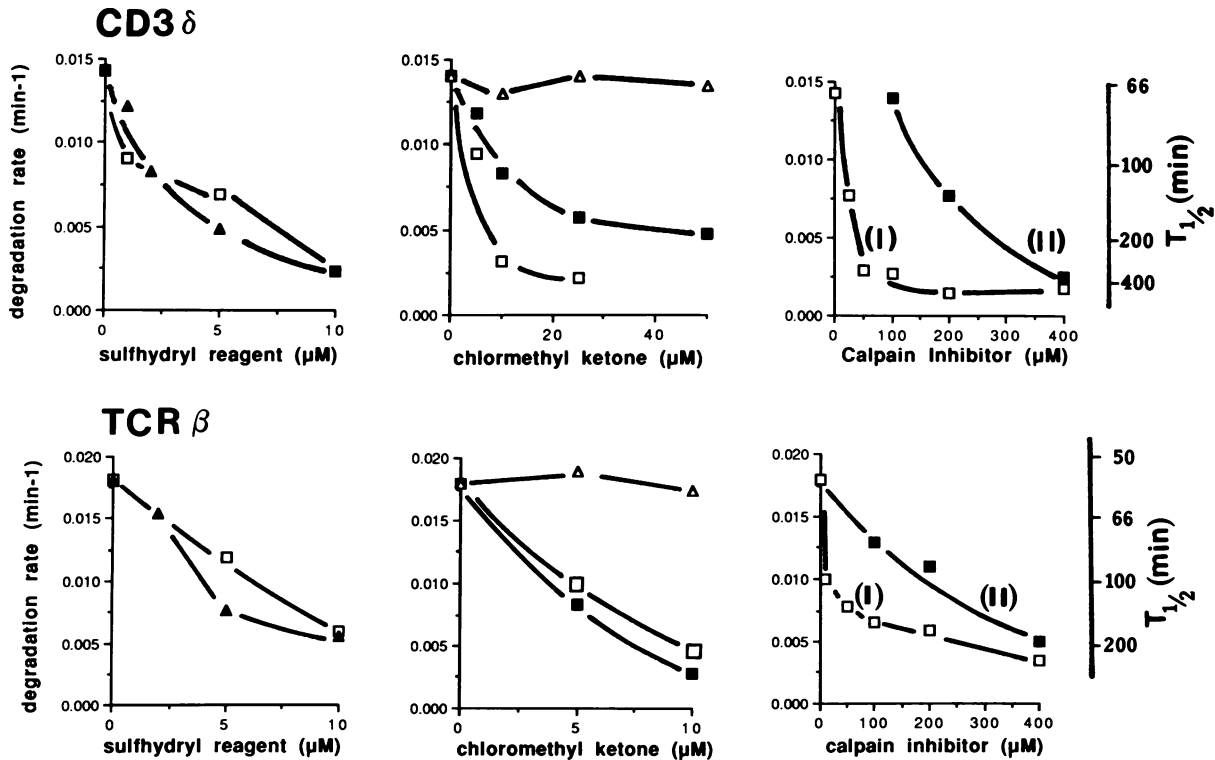 CD3 δ
degradation rate (min-1)
0.015
0.010
0.005
0.000
0 5 10
sulfhydryl reagent (µM)
0.015
0.010
0.005
0.000
0 20 40
chlormethyl ketone (µM)
0.015
0.010
0.005
0.000
(I)
(II)
0 100 200 300 400
Calpain Inhibitor (µM)
66
100
200
400
T1/2 (min)
TCR β
degradation rate (min-1)
0.020
0.015
0.010
0.005
0.000
0 5 10
sulfhydryl reagent (µM)
0.020
0.015
0.010
0.005
0.000
0 5 10
chloromethyl ketone (µM)
0.020
0.015
0.010
0.005
0.000
(I)
(II)
0 100 200 300 400
calpain inhibitor (µM)
50
66
100
200
T1/2 (min)